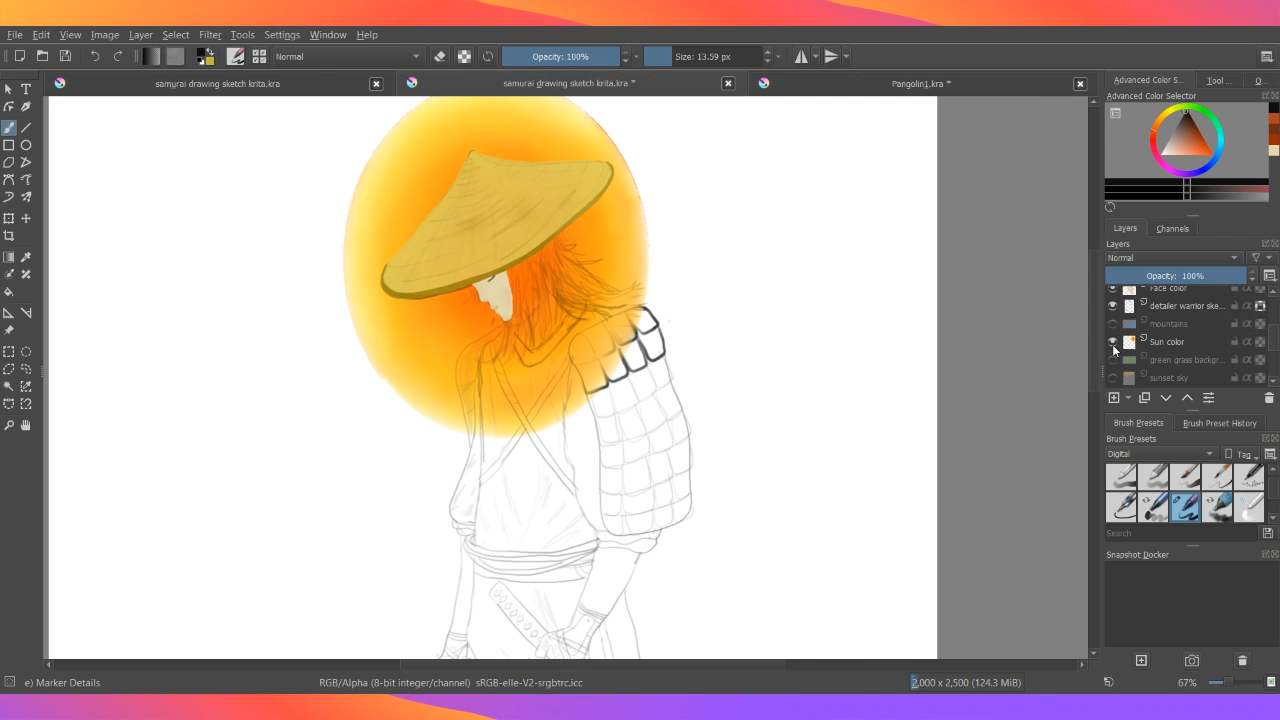 File Edit View Image Layer Select Filter Tools Settings Windows Help
Normal Opacity: 100% Size: 13.59 px
samurai drawing sketch krita.kra samurai drawing sketch krita.kra * Pangolin1.kra *
Advanced Color S... Tool ... O...
Advanced Color Selector
Layers Channels
Layers
Normal
Opacity: 100%
Face color
detailer warrior ske...
mountains
Sun color
green grass backgr...
sunset sky
Brush Presets Brush Preset History
Brush Presets
Digital Tag
Search
Snapshot Docker
e) Marker Details RGB/Alpha (8-bit integer/channel) sRGB-elle-V2-srgbtrc.icc 2,000 x 2,500 (124.3 MiB) 67%